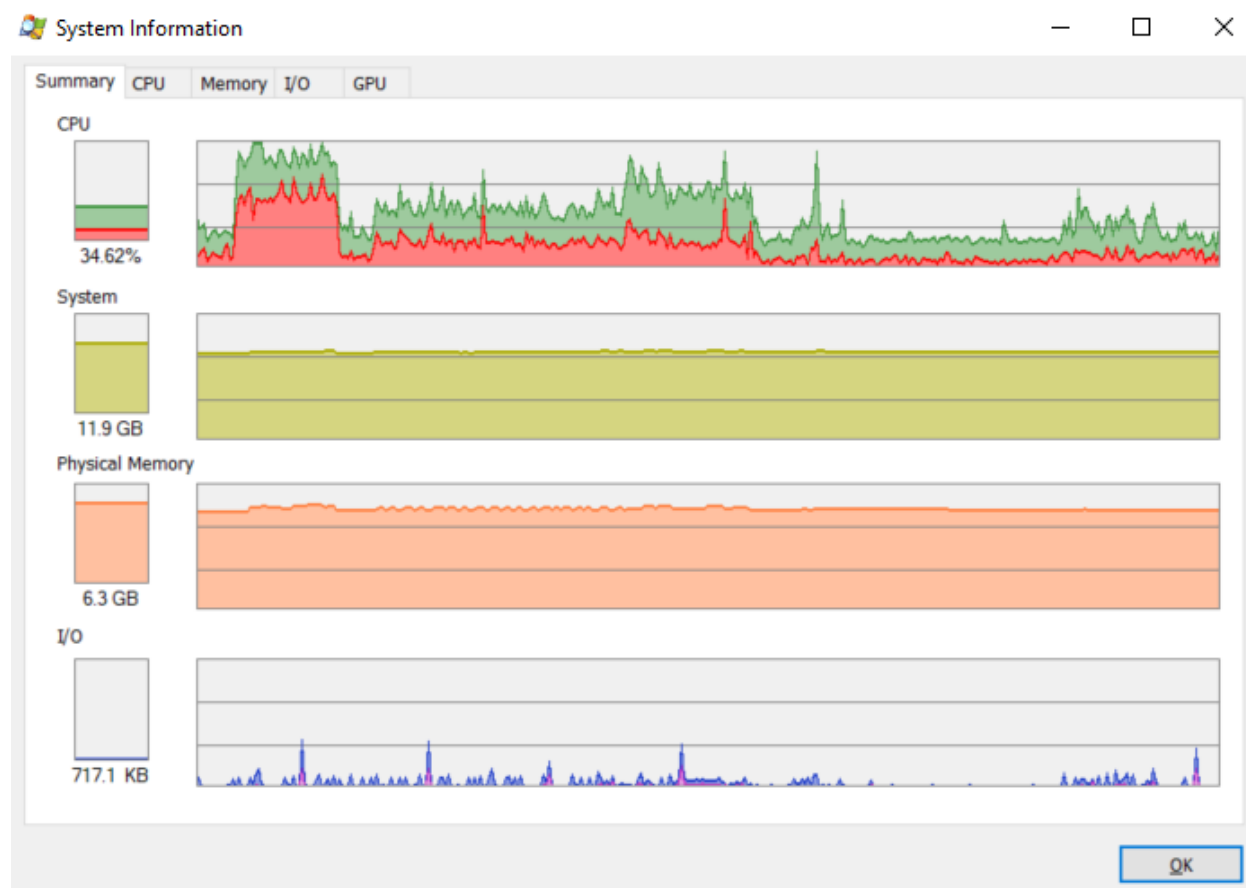 System Information
Summary CPU Memory I/O GPU
CPU
34.62%
System
11.9 GB
Physical Memory
6.3 GB
I/O
717.1 KB
OK